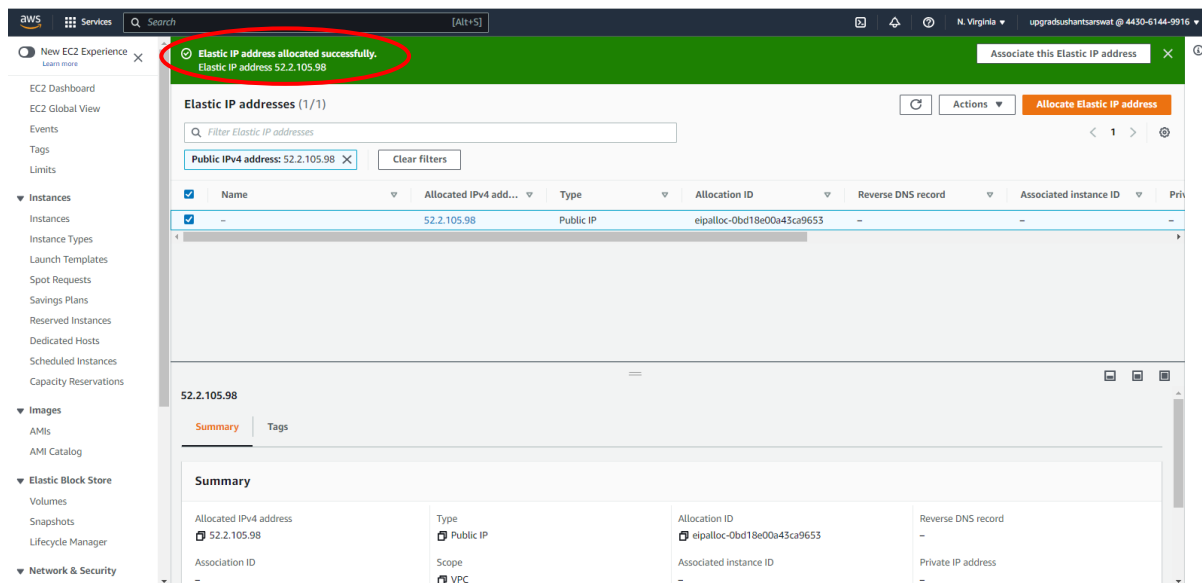 aws
Services
Search
[Alt+S]
N. Virginia
upgradsushantsarswat @ 4430-6144-9916
New EC2 Experience
Learn more
EC2 Dashboard
EC2 Global View
Events
Tags
Limits
Instances
Instances
Instance Types
Launch Templates
Spot Requests
Savings Plans
Reserved Instances
Dedicated Hosts
Scheduled Instances
Capacity Reservations
Images
AMIs
AMI Catalog
Elastic Block Store
Volumes
Snapshots
Lifecycle Manager
Network & Security
Elastic IP address allocated successfully.
Elastic IP address 52.2.105.98
Associate this Elastic IP address
Elastic IP addresses (1/1)
Actions
Allocate Elastic IP address
Filter Elastic IP addresses
1
Public IPv4 address: 52.2.105.98
Clear filters
Name Allocated IPv4 add... Type Allocation ID Reverse DNS record Associated instance ID Priv
– 52.2.105.98 Public IP eipalloc-0bd18e00a43ca9653 – – –
52.2.105.98
Summary Tags
Summary
Allocated IPv4 address Type Allocation ID Reverse DNS record
52.2.105.98 Public IP eipalloc-0bd18e00a43ca9653 –
Association ID Scope Associated instance ID Private IP address
– VPC – –